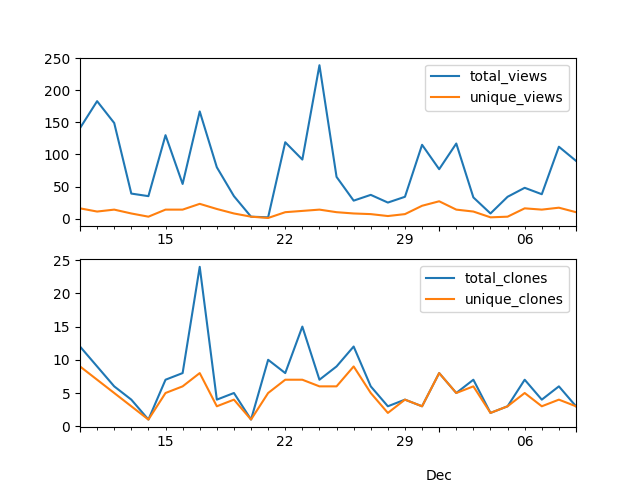 250
200
150
100
50
0
total_views
unique_views
15 22 29 06
25
20
15
10
5
0
total_clones
unique_clones
15 22 29 06
Dec